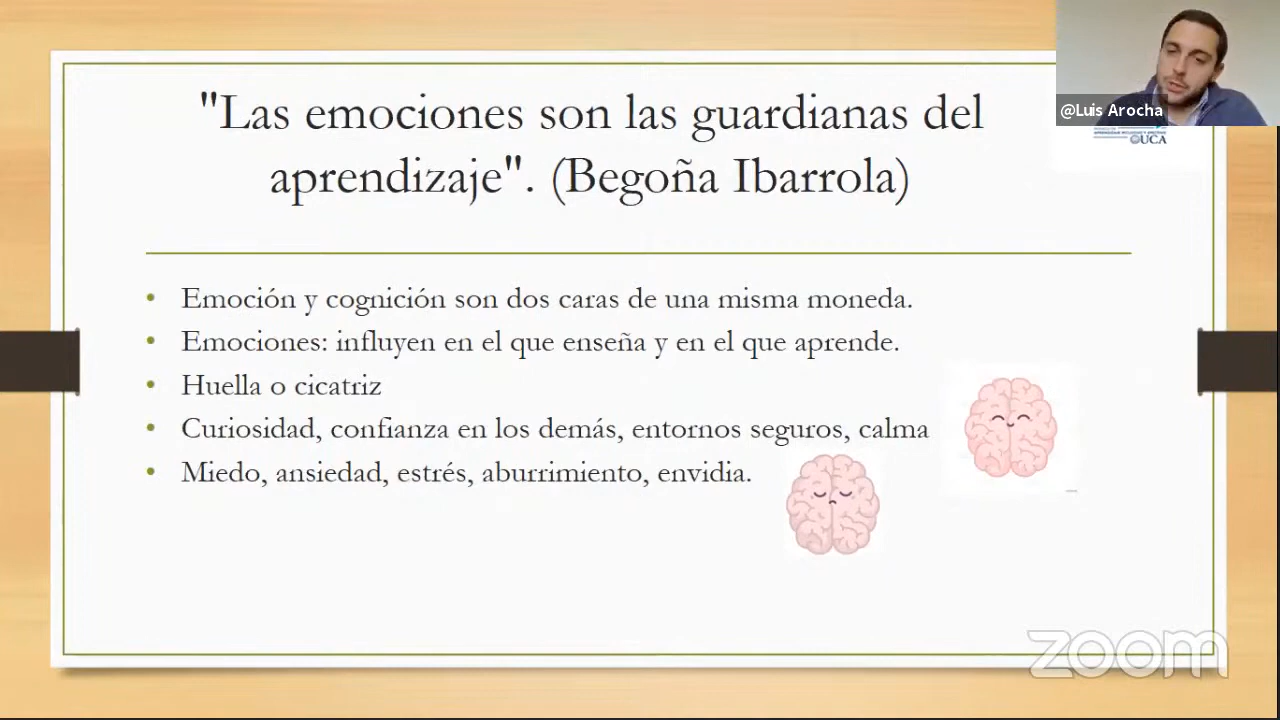 "Las emociones son las guardianas del
aprendizaje". (Begoña Ibarrola)
@Luis Arocha
UCA
Emoción y cognición son dos caras de una misma moneda.
Emociones: influyen en el que enseña y en el que aprende.
Huella o cicatriz
Curiosidad, confianza en los demás, entornos seguros, calma
Miedo, ansiedad, estrés, aburrimiento, envidia.
zoom